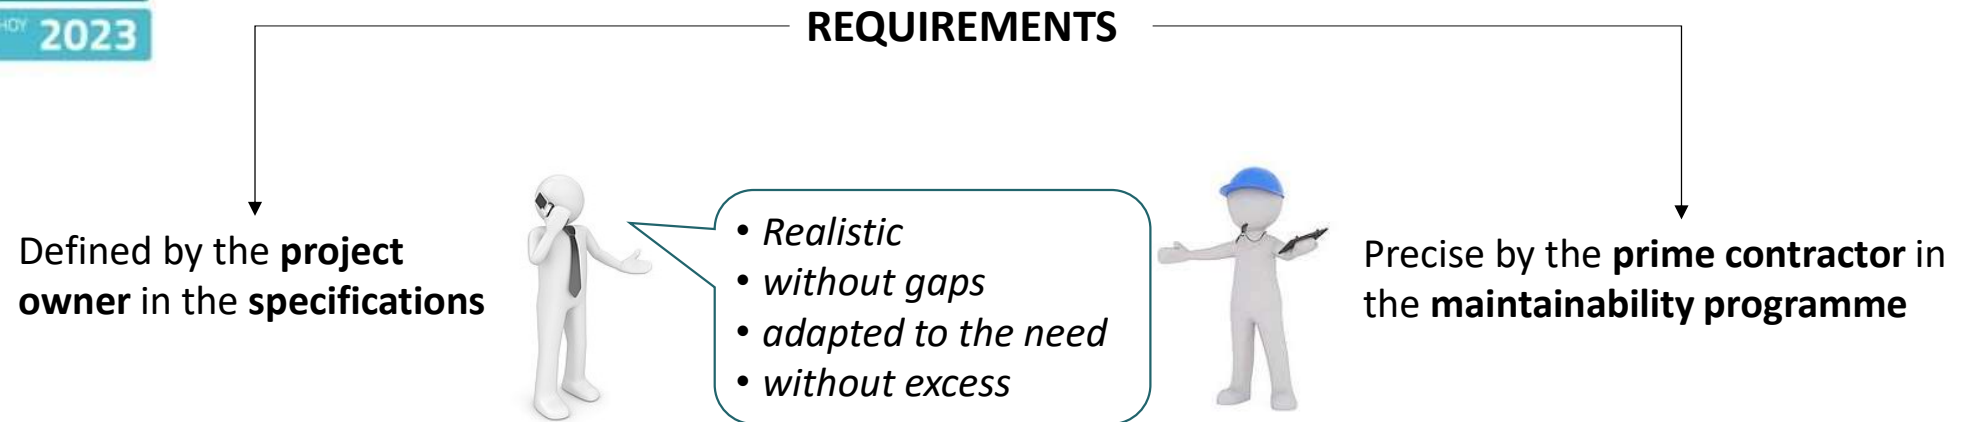 HOY 2023
REQUIREMENTS
Defined by the project
owner in the specifications
• Realistic
• without gaps
• adapted to the need
• without excess
Precise by the prime contractor in
the maintainability programme